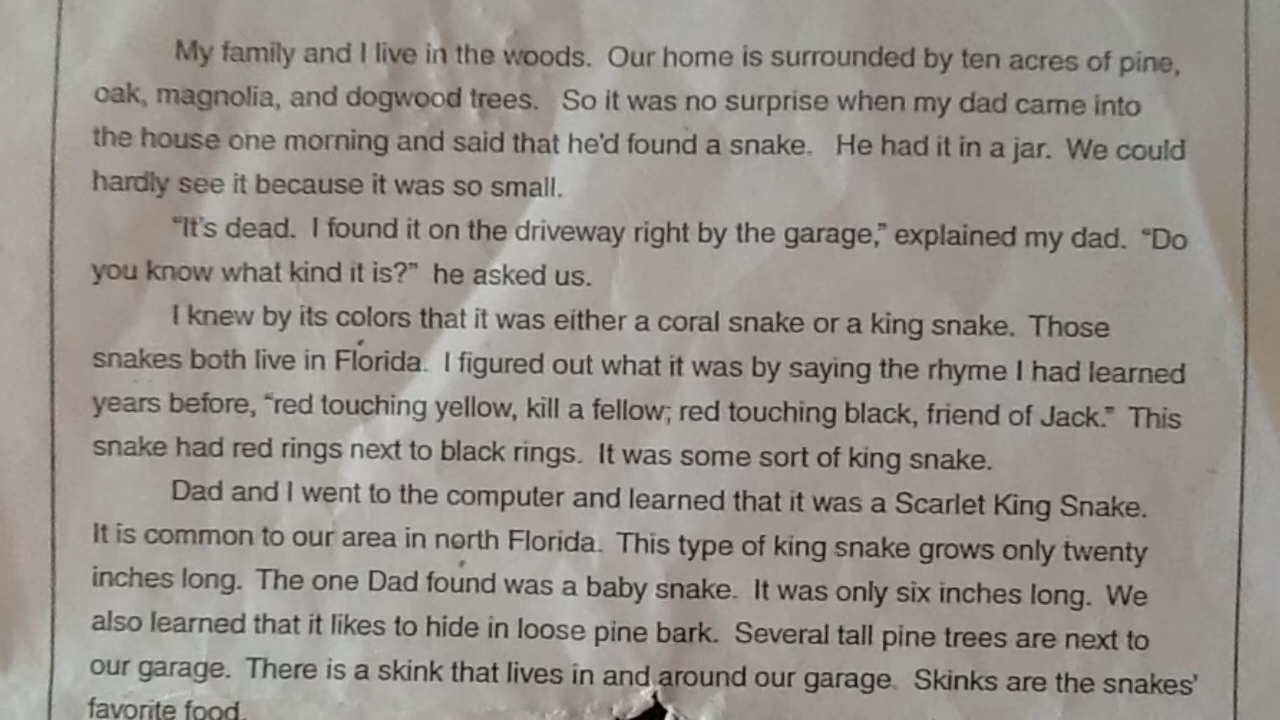 My family and I live in the woods. Our home is surrounded by ten acres of pine,
oak, magnolia, and dogwood trees. So it was no surprise when my dad came into
the house one morning and said that he'd found a snake. He had it in a jar. We could
hardly see it because it was so small.
“It's dead. I found it on the driveway right by the garage,” explained my dad. “Do
you know what kind it is?” he asked us.
I knew by its colors that it was either a coral snake or a king snake. Those
snakes both live in Florida. I figured out what it was by saying the rhyme I had learned
years before, “red touching yellow, kill a fellow; red touching black, friend of Jack.” This
snake had red rings next to black rings. It was some sort of king snake.
Dad and I went to the computer and learned that it was a Scarlet King Snake.
It is common to our area in north Florida. This type of king snake grows only twenty
inches long. The one Dad found was a baby snake. It was only six inches long. We
also learned that it likes to hide in loose pine bark. Several tall pine trees are next to
our garage. There is a skink that lives in and around our garage. Skinks are the snakes'
favorite food.